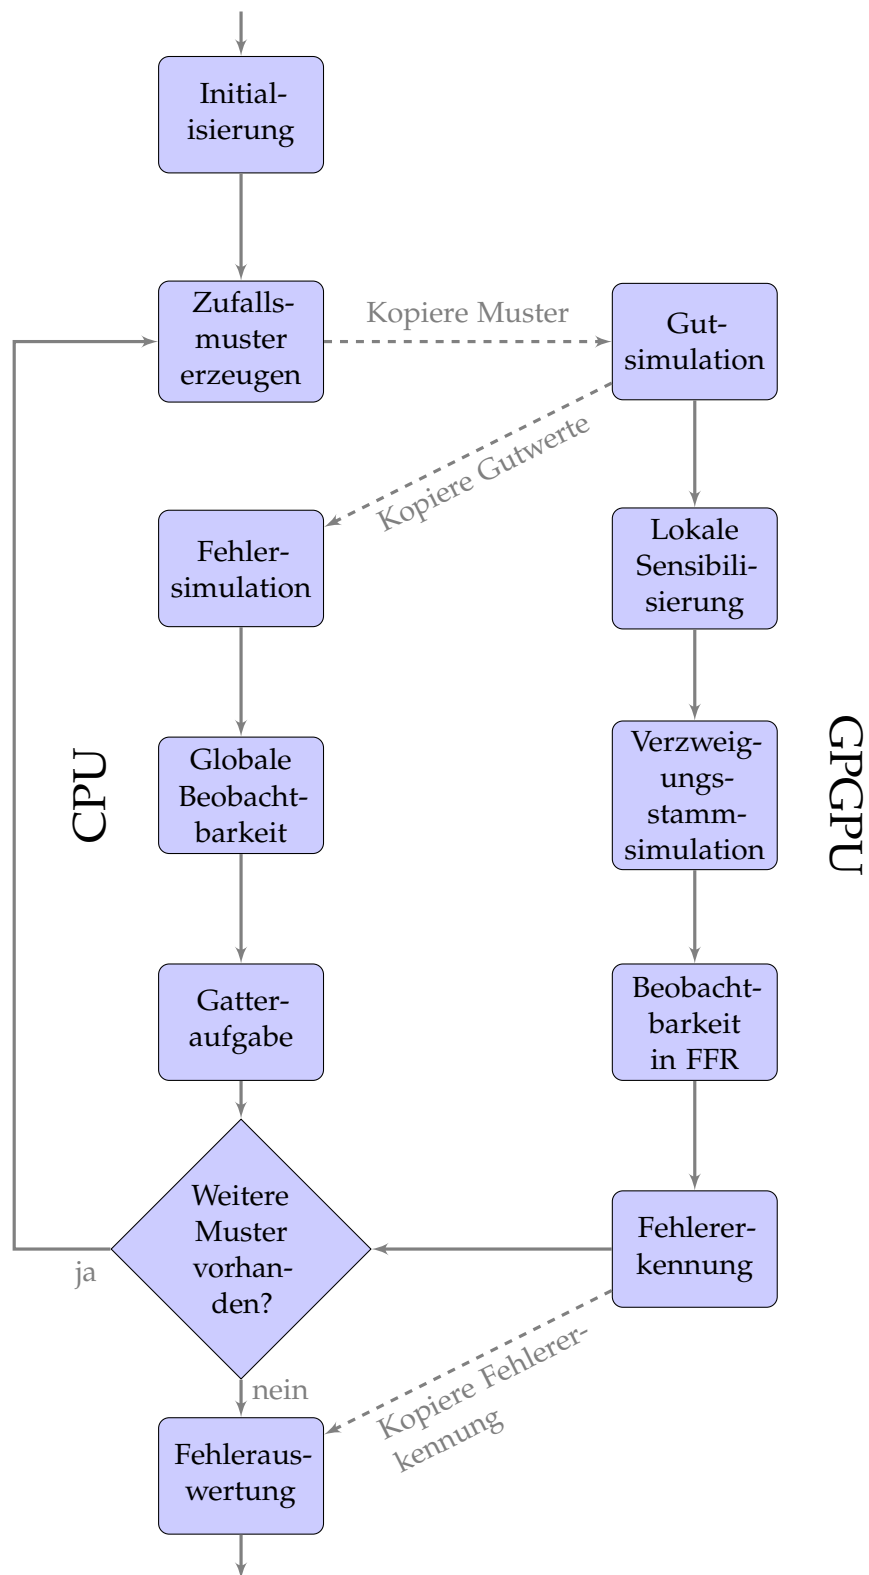 Initial-
isierung
Zufalls-
muster
erzeugen
Kopiere Muster
Gut-
simulation
Kopiere Gutwerte
Fehler-
simulation
Lokale
Sensibili-
sierung
CPU
Globale
Beobacht-
barkeit
Verzweig-
ungs-
stamm-
simulation
GPGPU
Gatter-
aufgabe
Beobacht-
barkeit
in FFR
Weitere
Muster
vorhan-
den?
ja
nein
Fehlerer-
kennung
Kopiere Fehlerer-
kennung
Fehleraus-
wertung